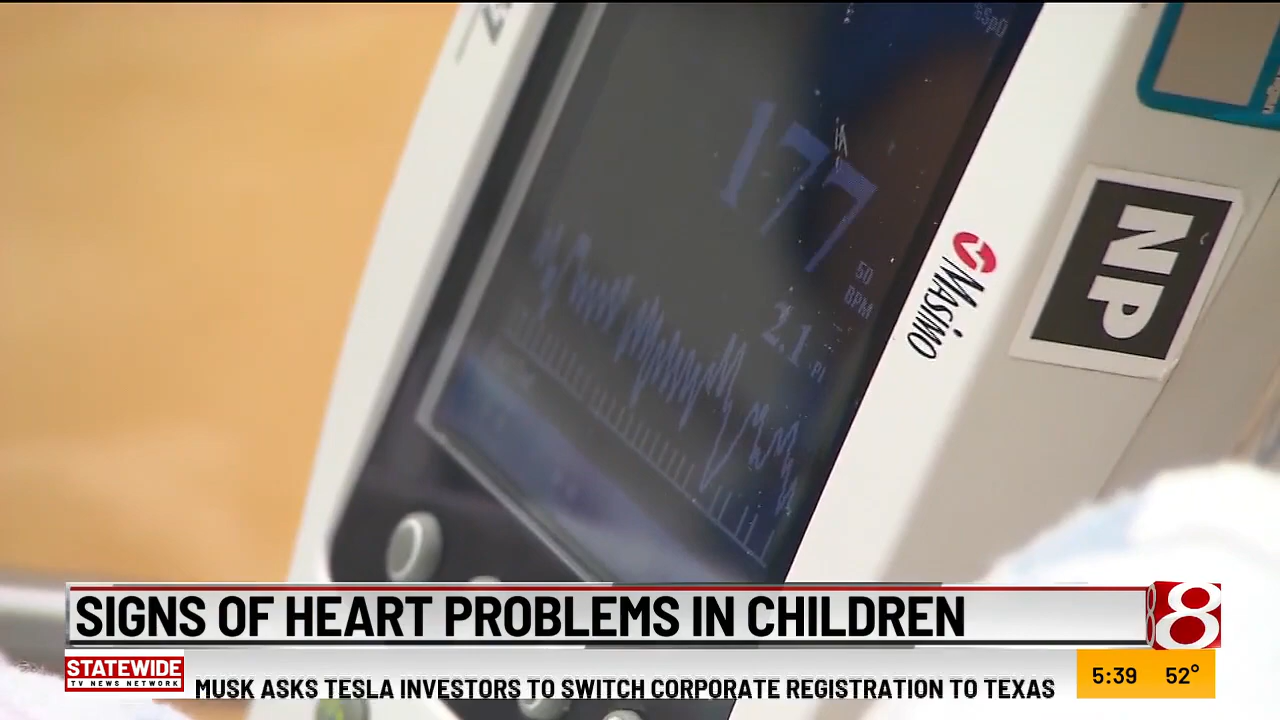 %SpO
177
50
BPM
2.1 PI
MASIMO
NP
SIGNS OF HEART PROBLEMS IN CHILDREN
8
STATEWIDE
TV NEWS NETWORK
MUSK ASKS TESLA INVESTORS TO SWITCH CORPORATE REGISTRATION TO TEXAS
5:39 52°